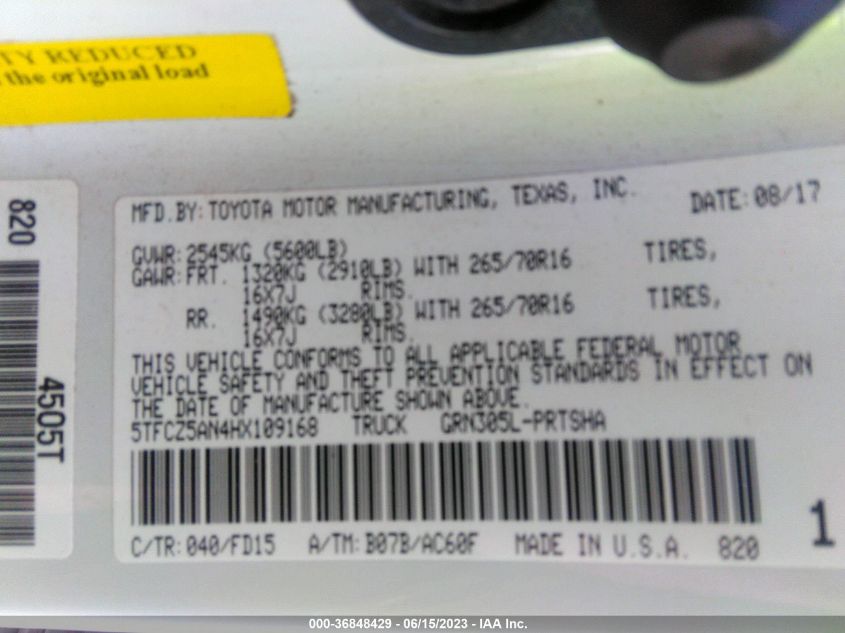 TY REDUCED
the original load
820
4505T
MFD.BY:TOYOTA MOTOR MANUFACTURING, TEXAS, INC. DATE:08/17
GVWR:2545KG (5600LB)
GAWR:FRT. 1320KG (2910LB) WITH 265/70R16 TIRES,
16X7J RIMS.
RR. 1490KG (3280LB) WITH 265/70R16 TIRES,
16X7J RIMS.
THIS VEHICLE CONFORMS TO ALL APPLICABLE FEDERAL MOTOR
VEHICLE SAFETY AND THEFT PREVENTION STANDARDS IN EFFECT ON
THE DATE OF MANUFACTURE SHOWN ABOVE.
5TFCZ5AN4HX109168 TRUCK GRN305L-PRTSHA
C/TR:040/FD15 A/TM:B07B/AC60F MADE IN U.S.A. 820
1
000-36848429 - 06/15/2023 - IAA Inc.